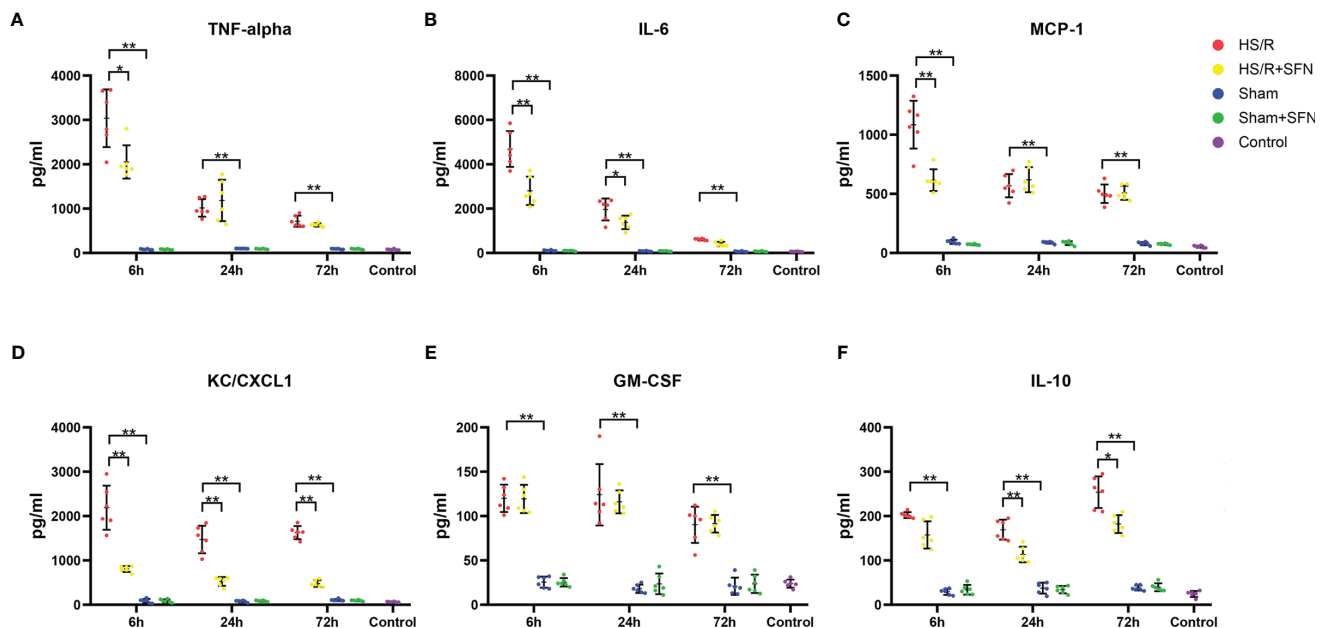 A
TNF-alpha
**
*
**
**
pg/ml
4000
3000
2000
1000
0
6h 24h 72h Control
B
IL-6
**
**
**
*
**
pg/ml
8000
6000
4000
2000
0
6h 24h 72h Control
C
MCP-1
**
**
**
**
pg/ml
1500
1000
500
0
6h 24h 72h Control
HS/R
HS/R+SFN
Sham
Sham+SFN
Control
D
KC/CXCL1
**
**
**
**
**
**
pg/ml
4000
3000
2000
1000
0
6h 24h 72h Control
E
GM-CSF
**
**
**
pg/ml
200
150
100
50
0
6h 24h 72h Control
F
IL-10
**
**
**
**
*
pg/ml
400
300
200
100
0
6h 24h 72h Control